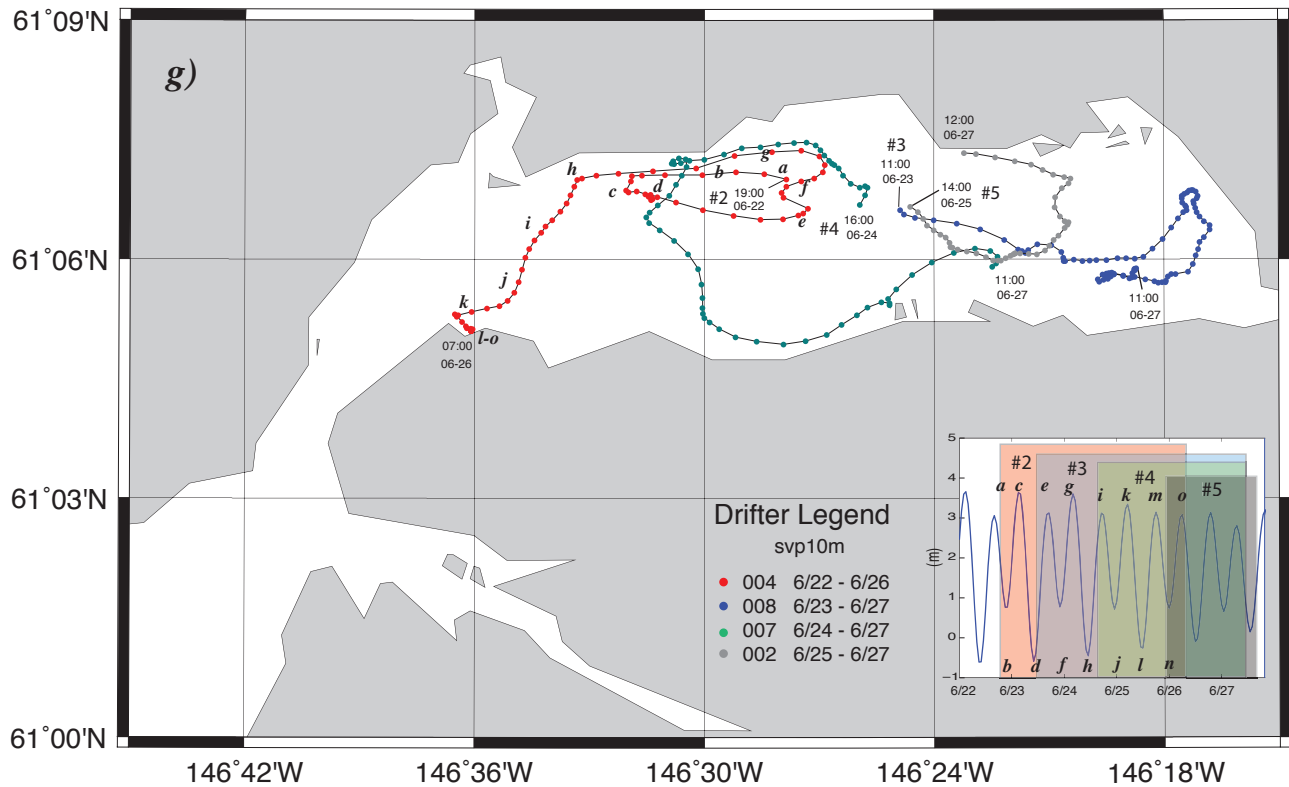 61°09'N
g)
12:00
06-27
#3
11:00
06-23
h
g
b
a
c
d
#2
19:00
06-22
f
e
#4
16:00
06-24
14:00
06-25
#5
i
61°06'N
j
11:00
06-27
11:00
06-27
k
l-o
07:00
06-26
5
4
3
2
1
0
−1
(m)
#2
#3
#4
#5
a c e g i k m o
b d f h j l n
6/22 6/23 6/24 6/25 6/26 6/27
61°03'N
Drifter Legend
svp10m
004 6/22 - 6/26
008 6/23 - 6/27
007 6/24 - 6/27
002 6/25 - 6/27
61°00'N
146°42'W 146°36'W 146°30'W 146°24'W 146°18'W